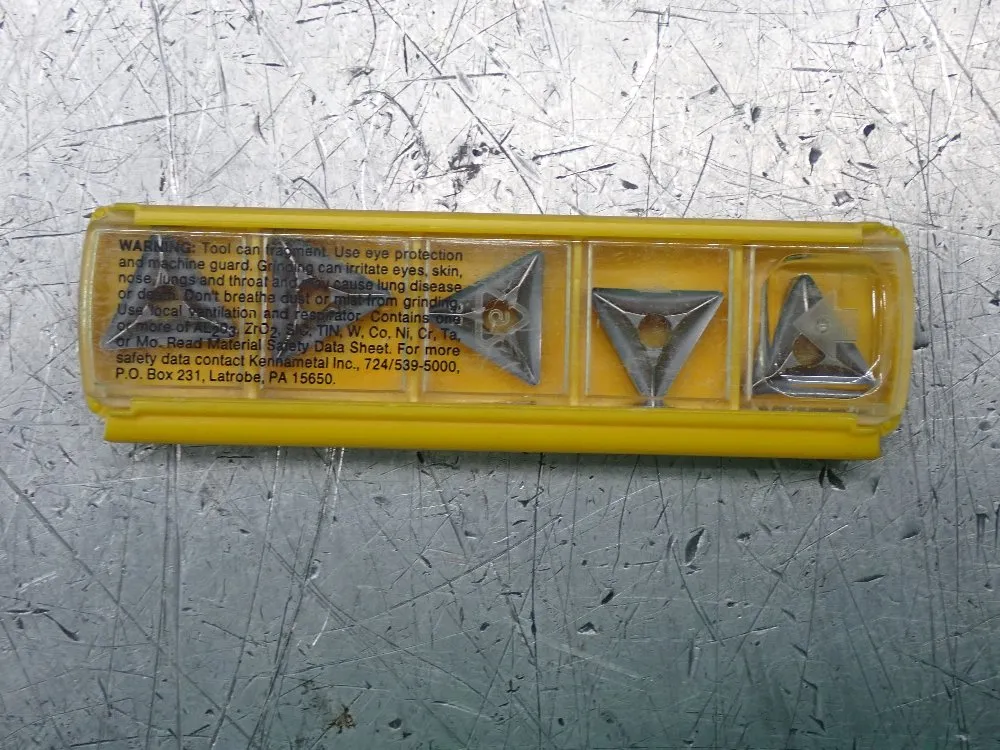 WARNING: Tool can fragment. Use eye protection
and machine guard. Grinding can irritate eyes, skin,
nose, lungs and throat and may cause lung disease
or death. Don't breathe dust or mist from grinding.
Use local ventilation and respirator. Contains one
or more of AL2O3, ZrO2, SiC, TIN, W, Co, Ni, Cr, Ta,
or Mo. Read Material Safety Data Sheet. For more
safety data contact Kennametal Inc., 724/539-5000,
P.O. Box 231, Latrobe, PA 15650.